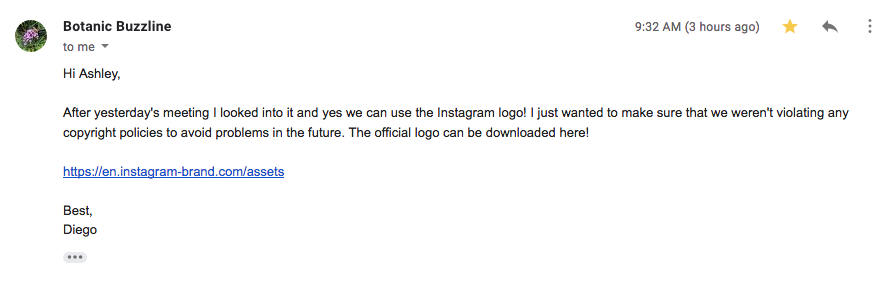 Botanic Buzzline
9:32 AM (3 hours ago)
to me
Hi Ashley,
After yesterday's meeting I looked into it and yes we can use the Instagram logo! I just wanted to make sure that we weren't violating any
copyright policies to avoid problems in the future. The official logo can be downloaded here!
https://en.instagram-brand.com/assets
Best,
Diego